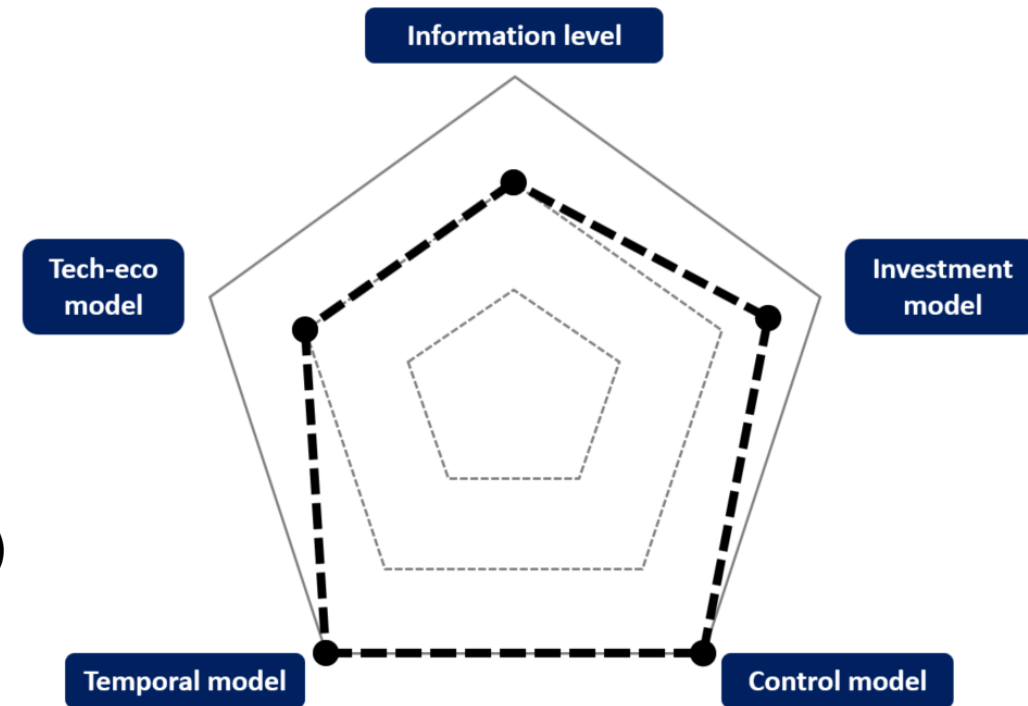 Information level
Tech-eco
model
Investment
model
)
Temporal model
Control model